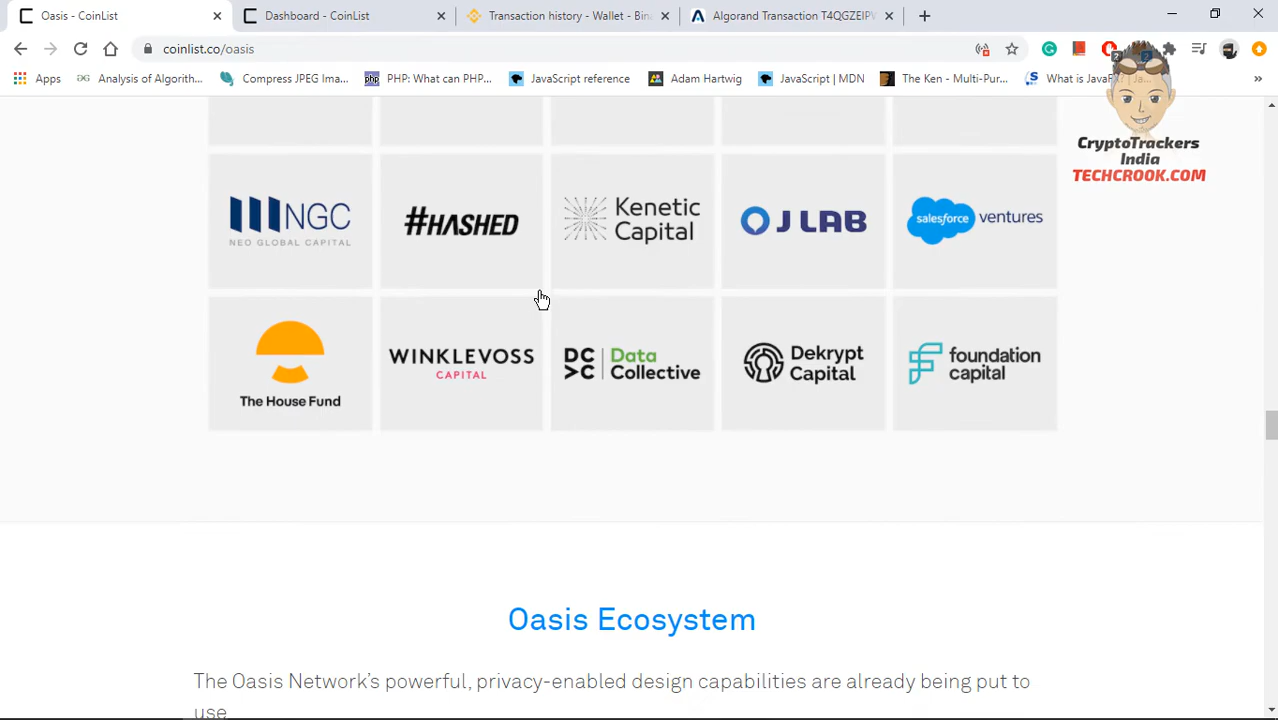 Oasis - CoinList
Dashboard - CoinList
Transaction history - Wallet - Bin
Algorand Transaction T4QGZEIPY
coinlist.co/oasis
Apps
Analysis of Algorith...
Compress JPEG Ima...
PHP: What can PHP...
JavaScript reference
Adam Hartwig
JavaScript | MDN
The Ken - Multi-Pur...
What is JavaF
CryptoTrackers
India
TECHCROOK.COM
NGC
NEO GLOBAL CAPITAL
#HASHED
Kenetic
Capital
J LAB
salesforce ventures
The House Fund
WINKLEVOSS
CAPITAL
DCVC Data
Collective
Dekrypt
Capital
foundation
capital
Oasis Ecosystem
The Oasis Network's powerful, privacy-enabled design capabilities are already being put to
use